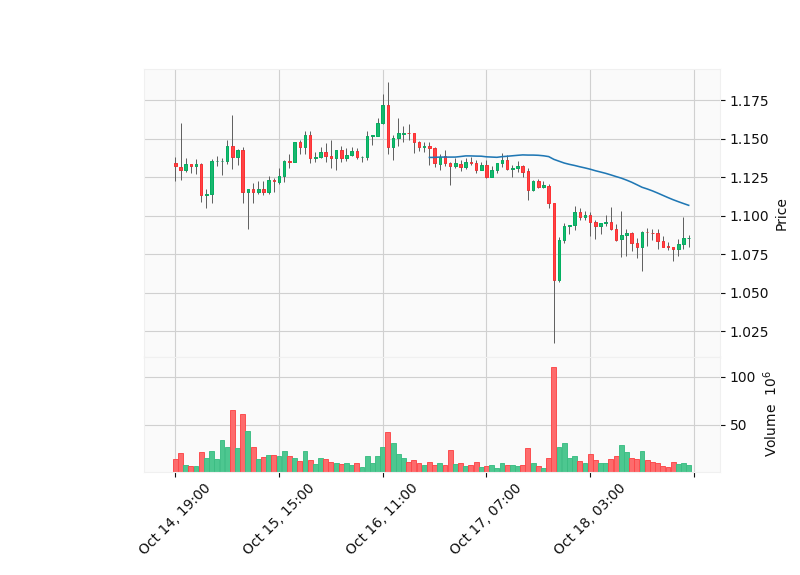 1.175
1.150
1.125
1.100
1.075
1.050
1.025
Price
100
50
Volume 10⁶
Oct 14, 19:00
Oct 15, 15:00
Oct 16, 11:00
Oct 17, 07:00
Oct 18, 03:00